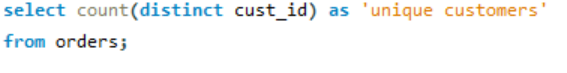 select count(distinct cust_id) as 'unique customers'
from orders;